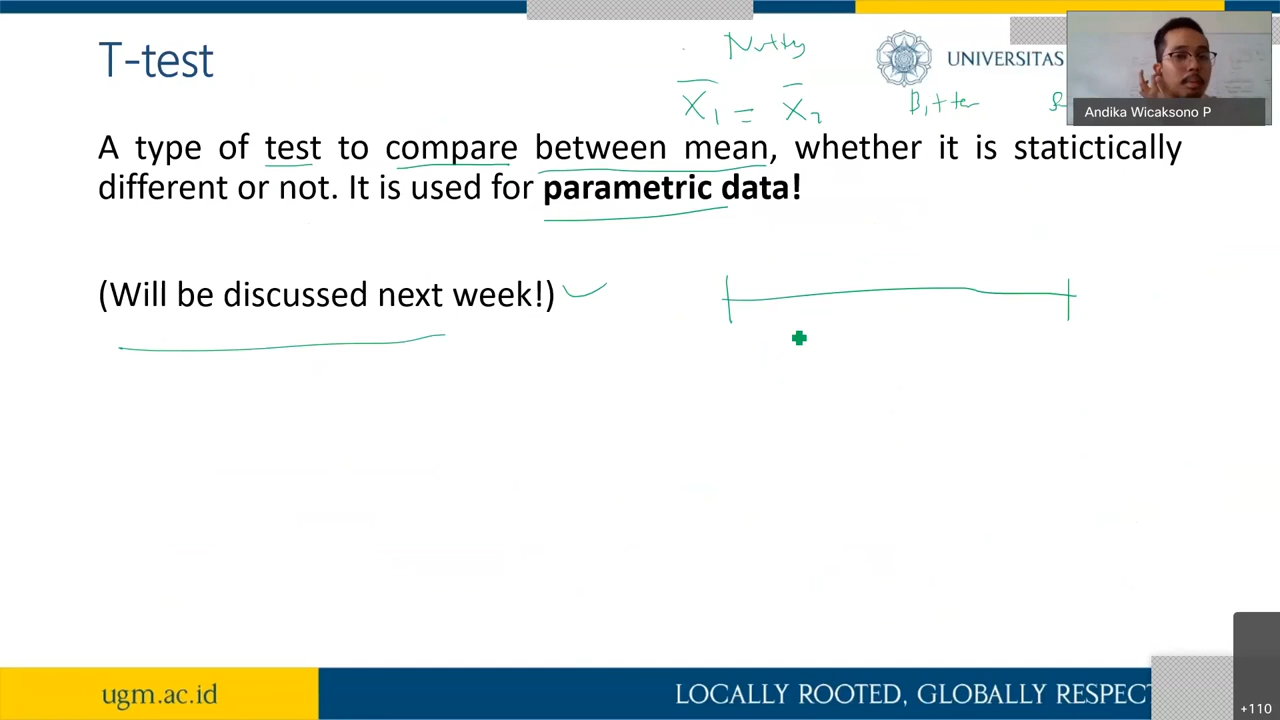 T-test
Nutty
UNIVERSITAS
X1 = X2
Bitter
Andika Wicaksono P
A type of test to compare between mean, whether it is statictically
different or not. It is used for parametric data!
(Will be discussed next week!)
ugm.ac.id
LOCALLY ROOTED, GLOBALLY RESPECT
+110